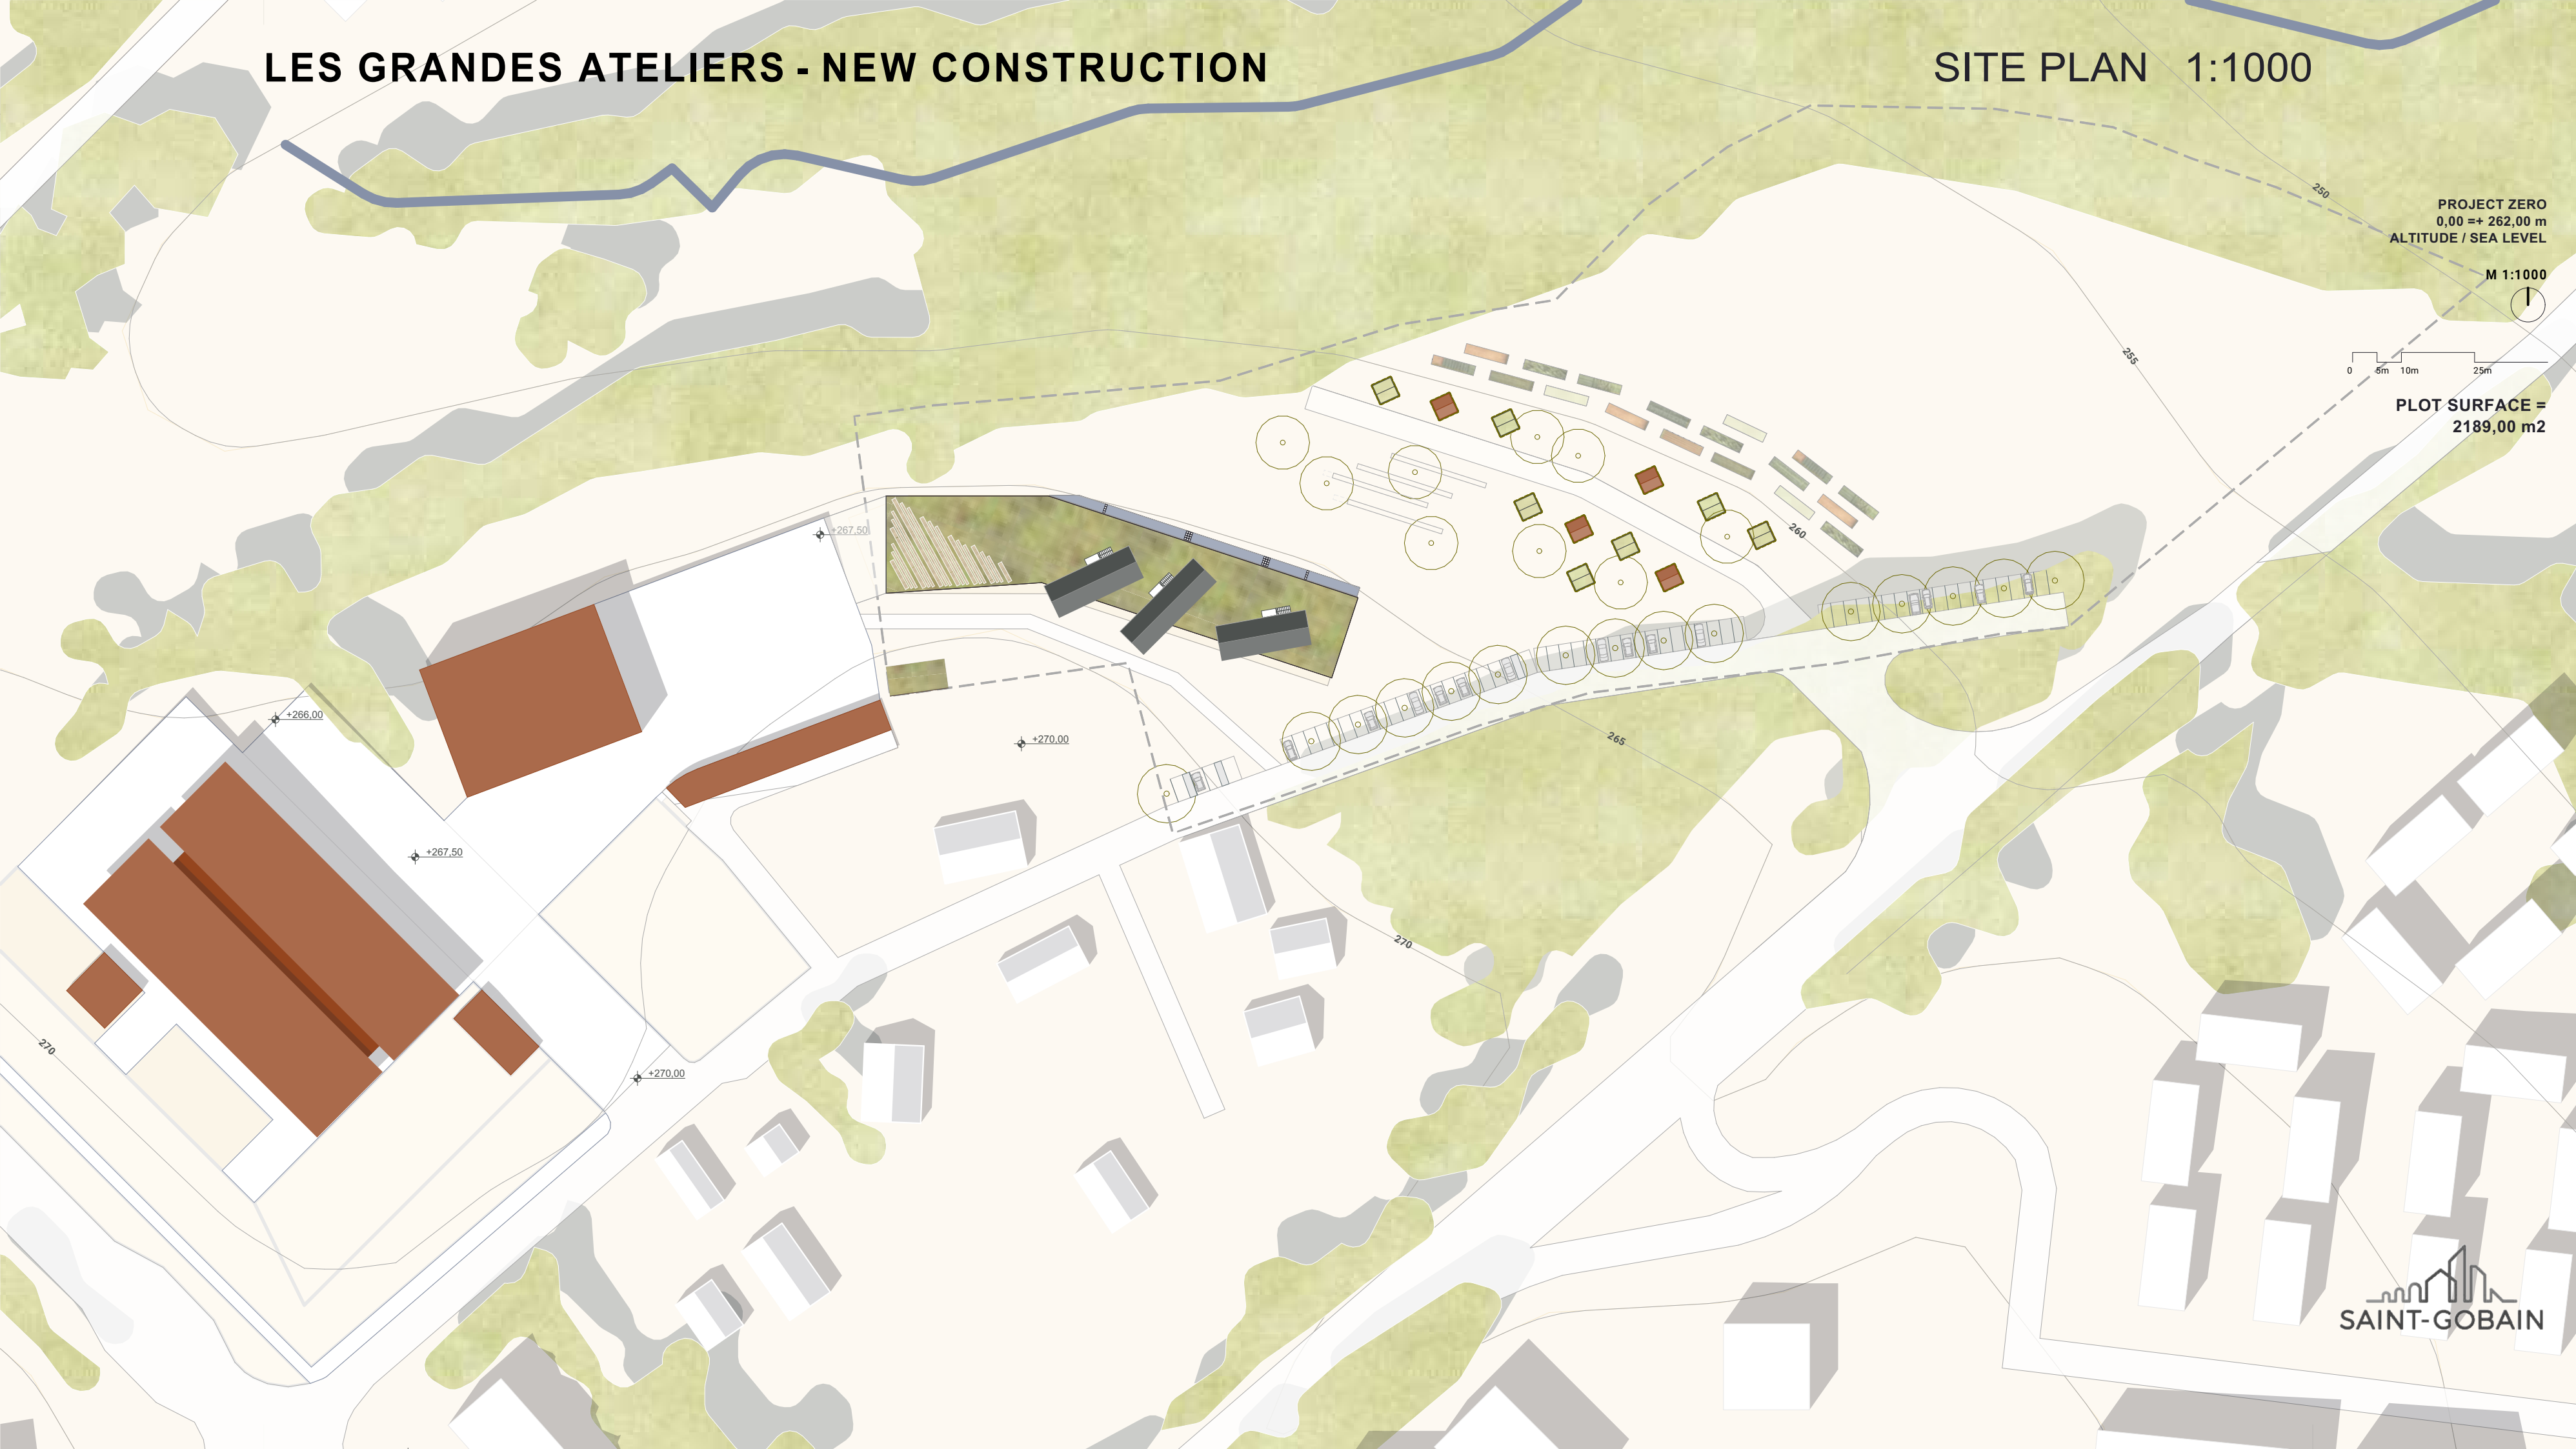 LES GRANDES ATELIERS - NEW CONSTRUCTION
SITE PLAN 1:1000
250
PROJECT ZERO
0,00 =+ 262,00 m
ALTITUDE / SEA LEVEL
M 1:1000
255
0 5m 10m 25m
PLOT SURFACE =
2189,00 m2
+267,50
260
+266,00
+270,00
265
+267,50
270
270
+270,00
SAINT-GOBAIN